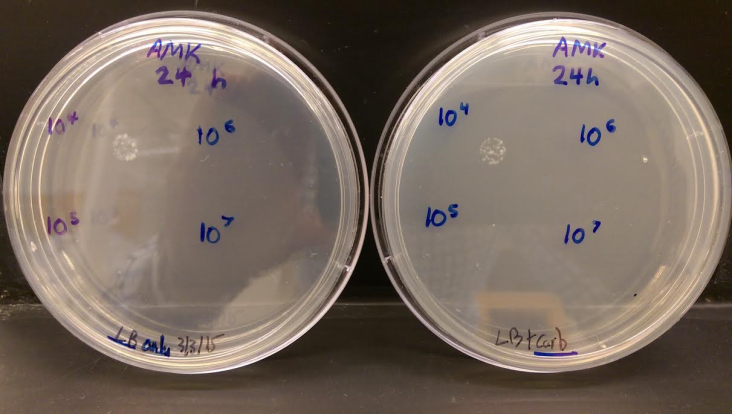 AMK
24 h
10⁴
10⁶
10⁵
10⁷
LB only 3/3/15
AMK
24h
10⁴
10⁶
10⁵
10⁷
LB + carb